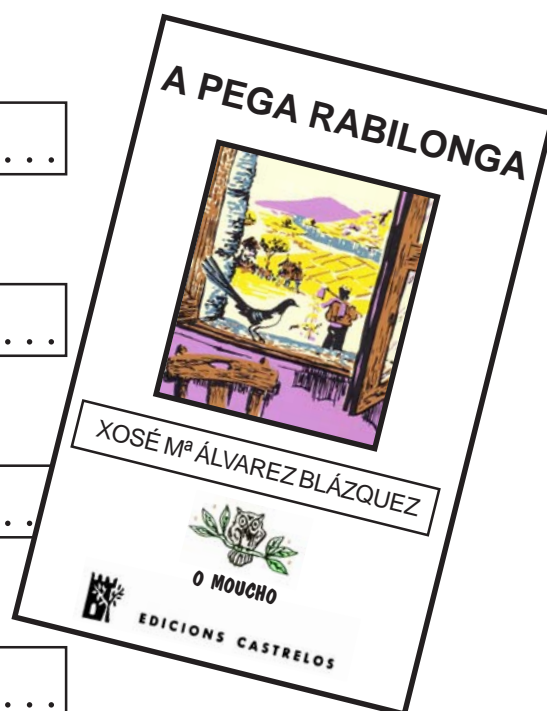 A PEGA RABILONGA
XOSÉ Mª ÁLVAREZ BLÁZQUEZ
O MOUCHO
EDICIONS CASTRELOS